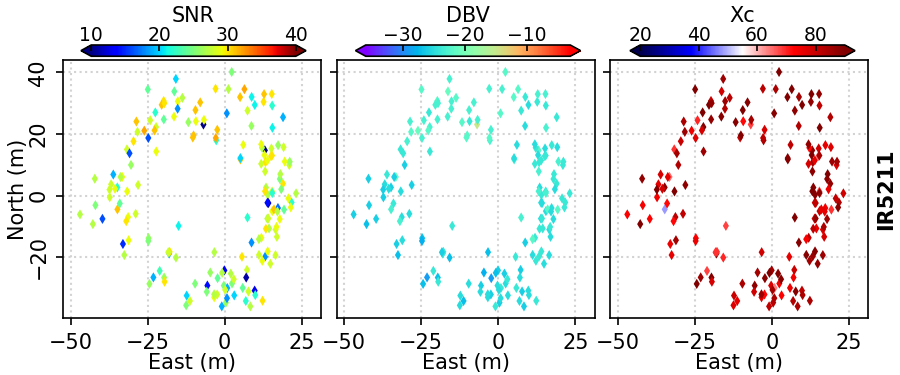 SNR DBV Xc
10 20 30 40 −30 −20 −10 20 40 60 80
40
20
0
−20
North (m)
IR5211
−50 −25 0 25 −50 −25 0 25 −50 −25 0 25
East (m) East (m) East (m)